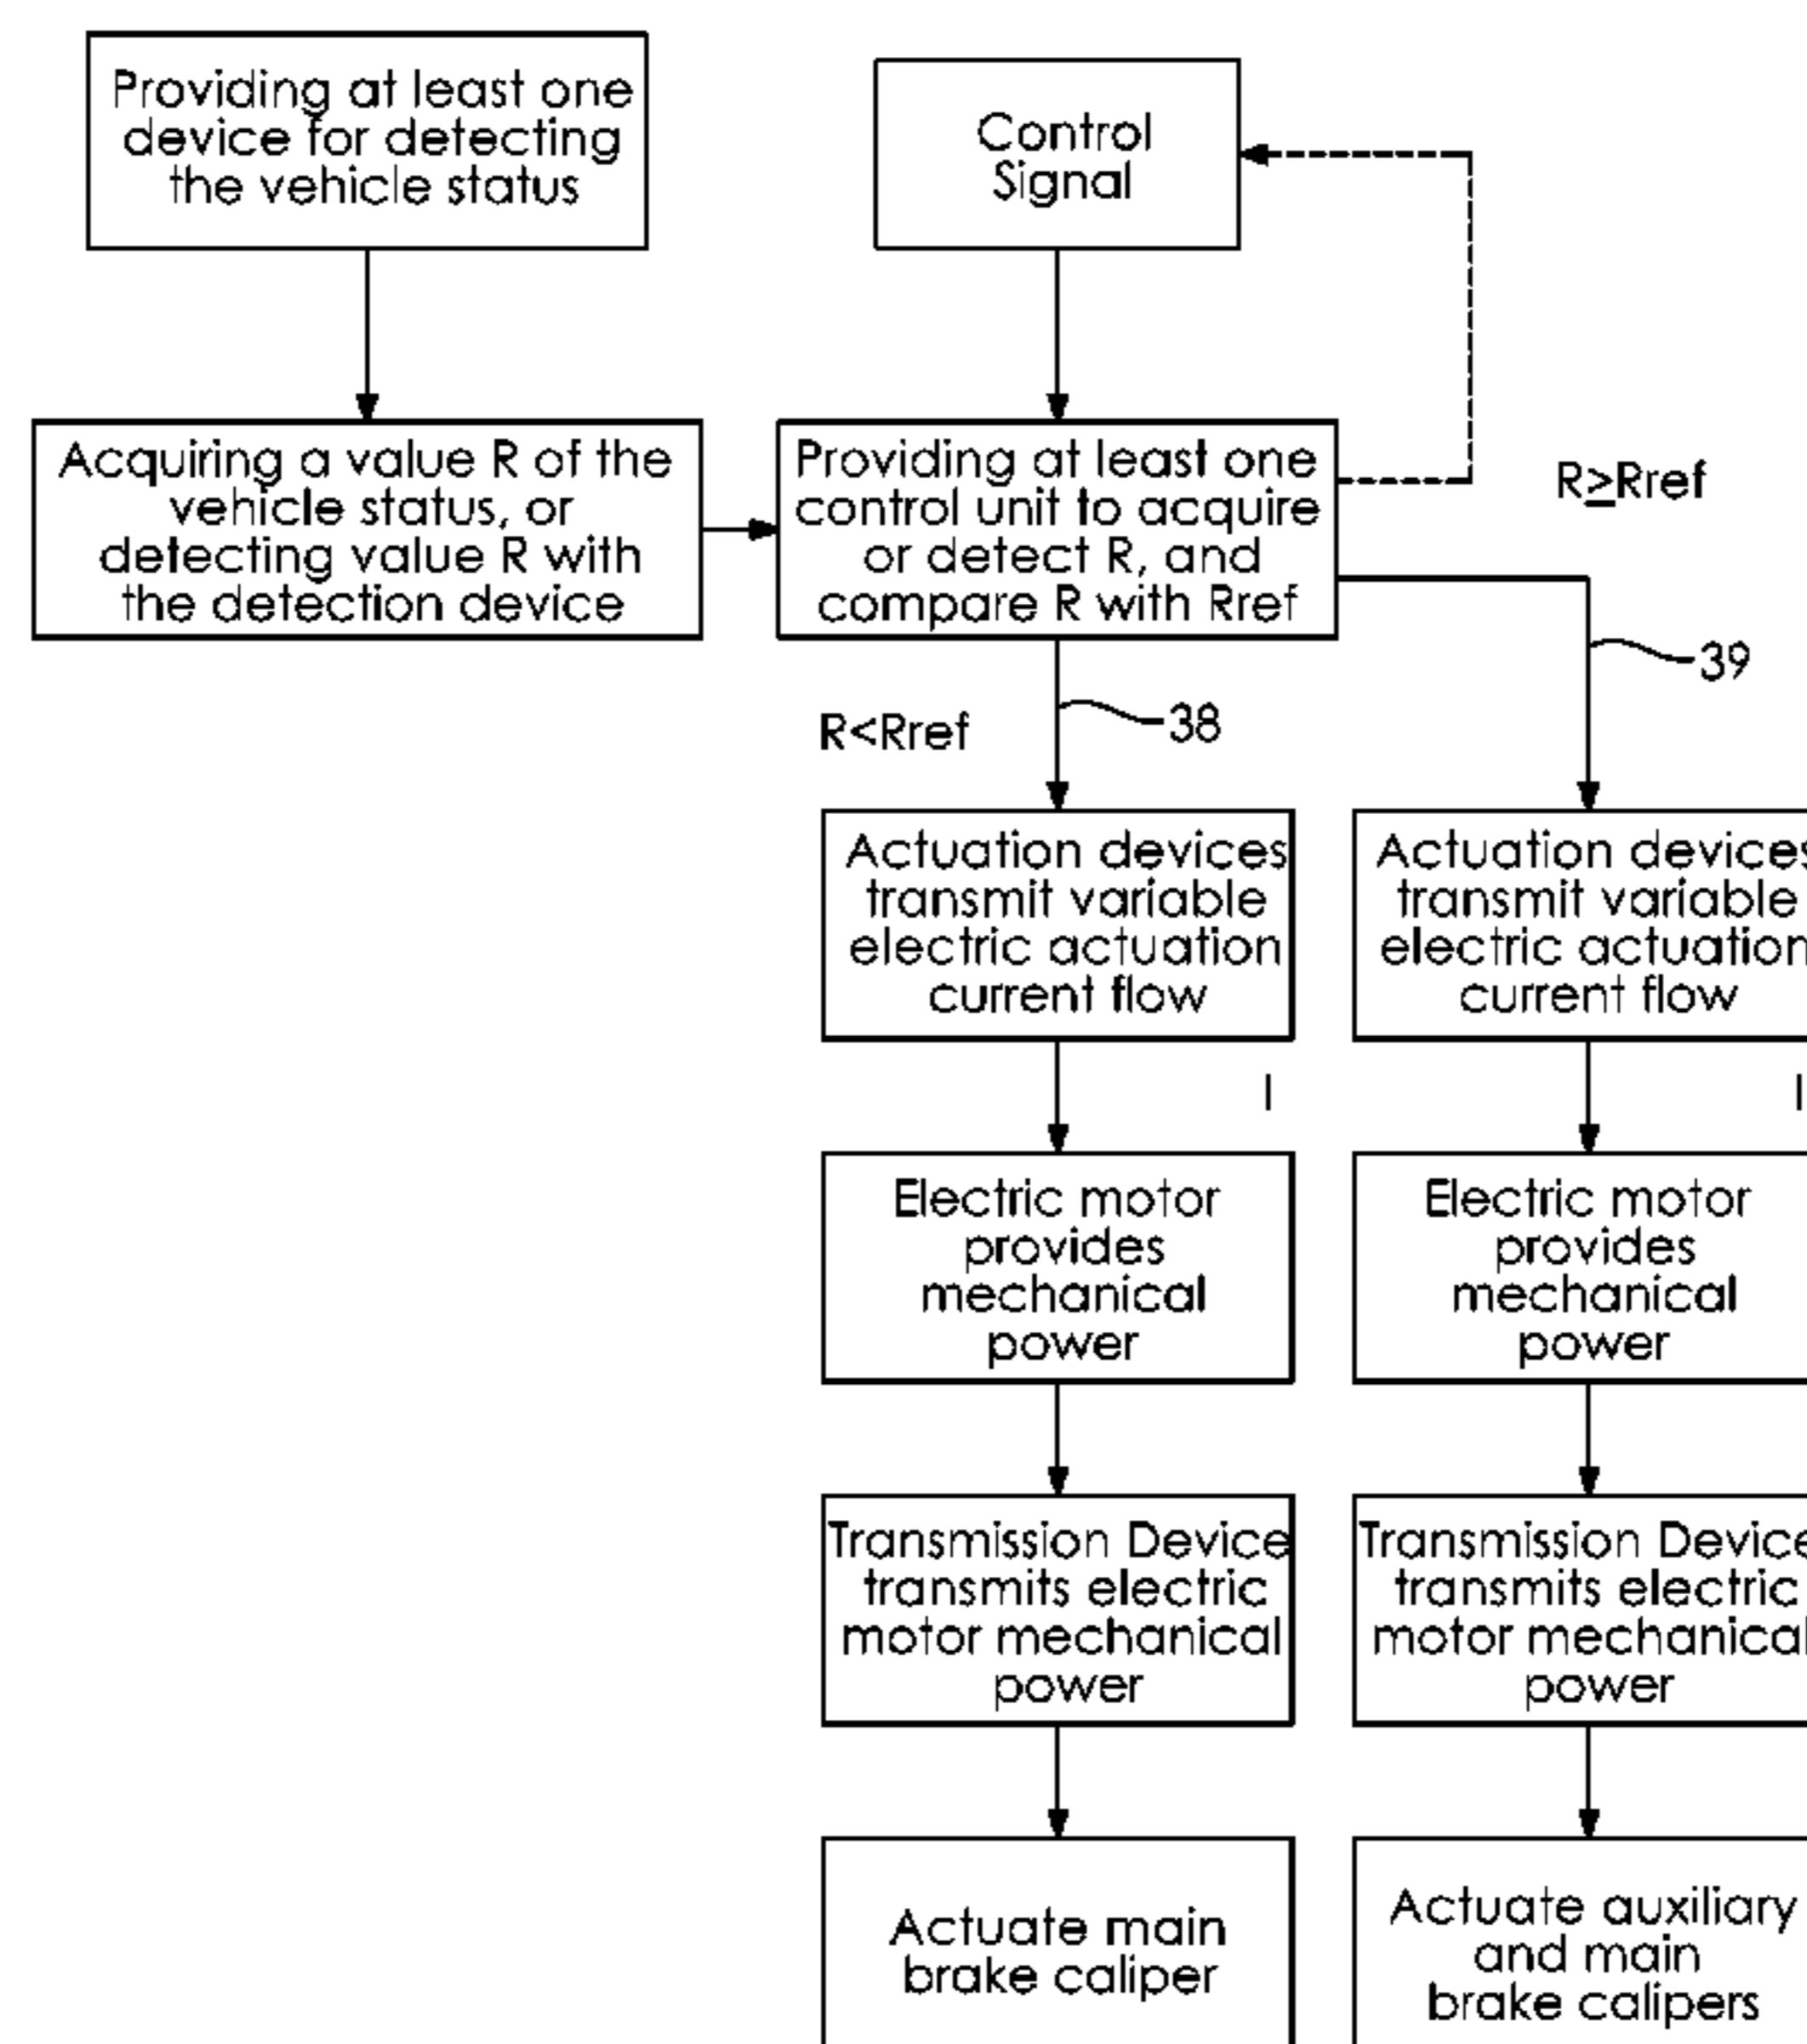 Providing at least one
device for detecting
the vehicle status
Control
Signal
Acquiring a value R of the
vehicle status, or
detecting value R with
the detection device
Providing at least one
control unit to acquire
or detect R, and
compare R with Rref
R≥Rref
39
R<Rref
38
Actuation devices
transmit variable
electric actuation
current flow
Actuation devices
transmit variable
electric actuation
current flow
I
I
Electric motor
provides
mechanical
power
Electric motor
provides
mechanical
power
Transmission Device
transmits electric
motor mechanical
power
Transmission Device
transmits electric
motor mechanical
power
Actuate main
brake caliper
Actuate auxiliary
and main
brake calipers